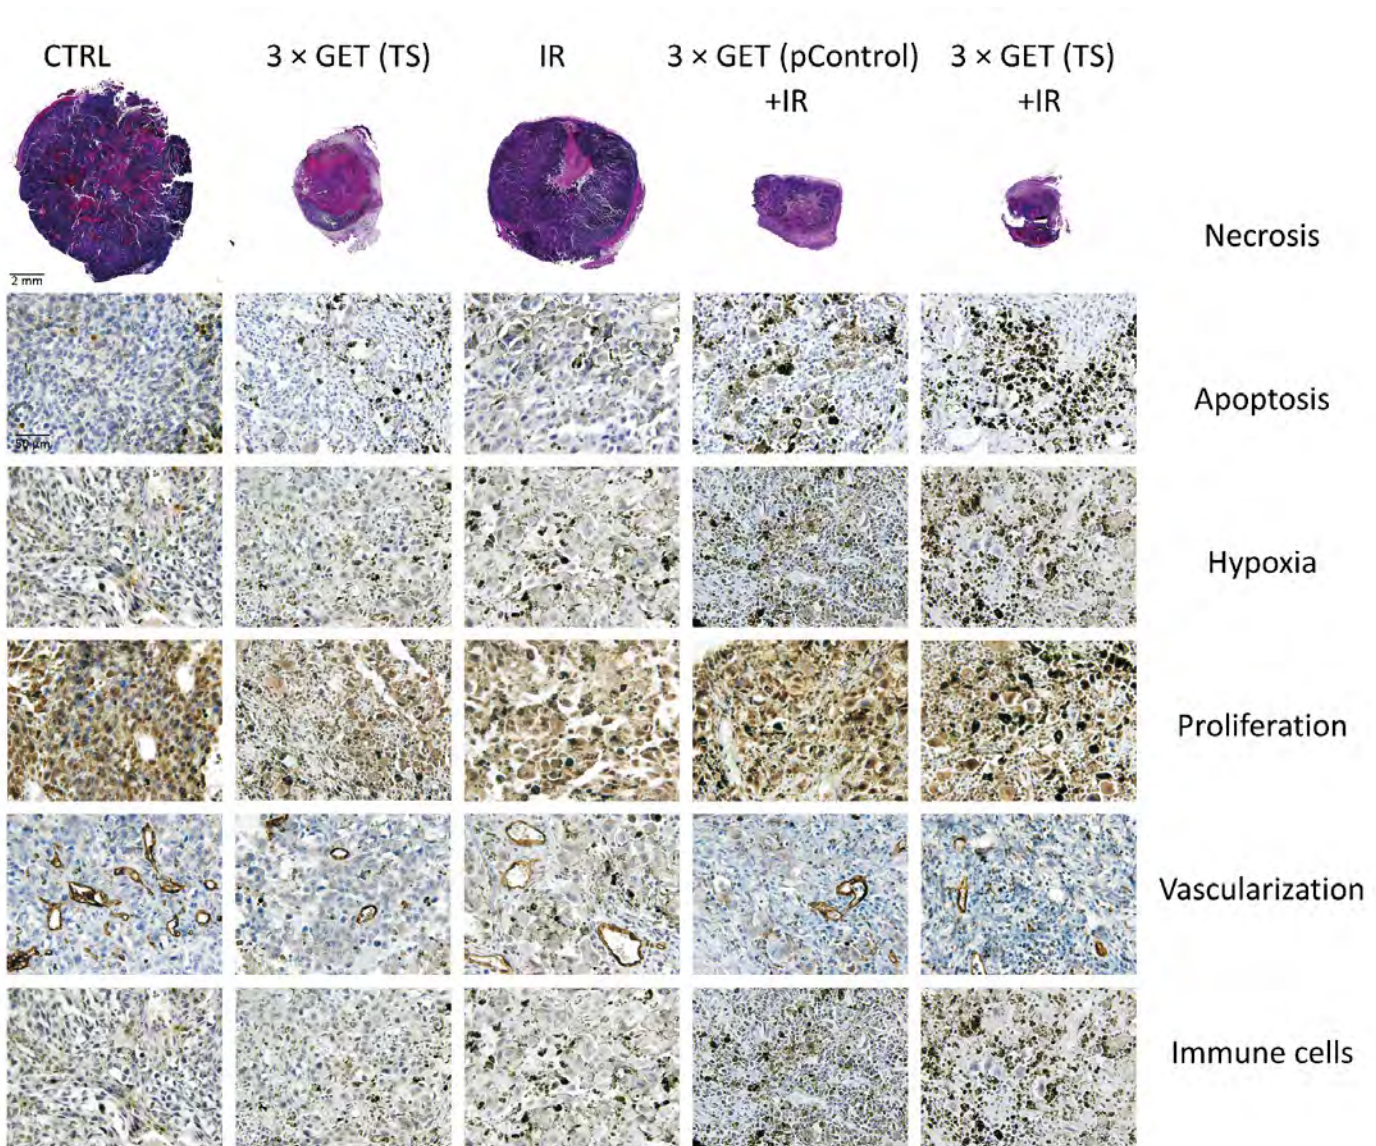 CTRL
3 × GET (TS)
IR
3 × GET (pControl)
+IR
3 × GET (TS)
+IR
Necrosis
2 mm
Apoptosis
50 µm
Hypoxia
Proliferation
Vascularization
Immune cells